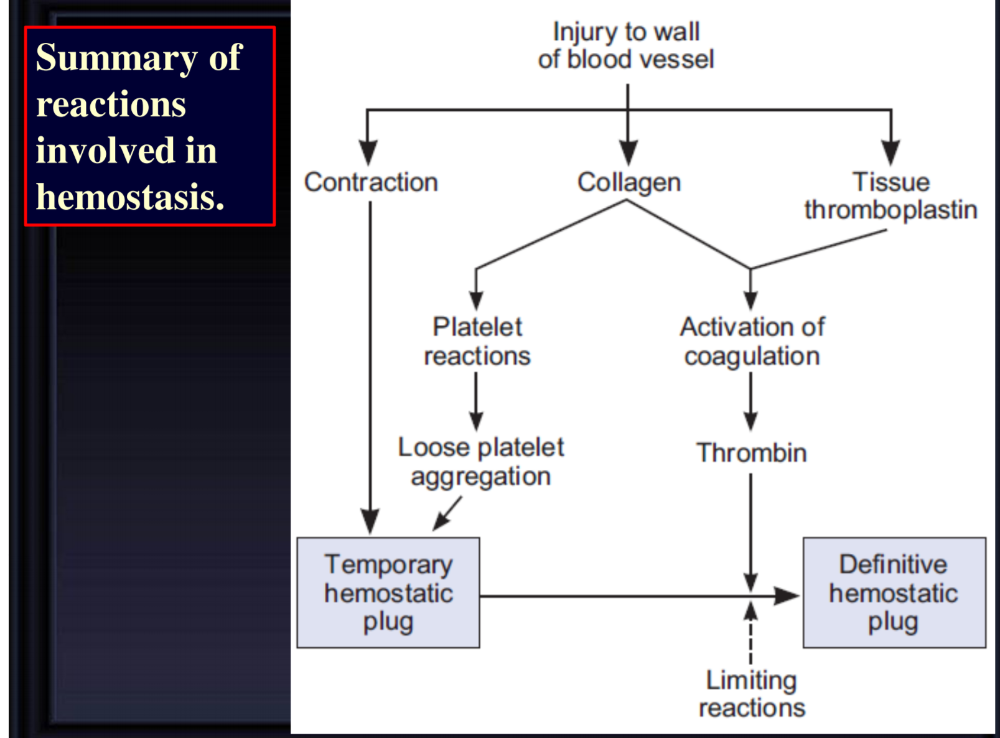 Summary of
reactions
involved in
hemostasis.
Injury to wall
of blood vessel
Contraction
Collagen
Tissue
thromboplastin
Platelet
reactions
Activation of
coagulation
Loose platelet
aggregation
Thrombin
Temporary
hemostatic
plug
Definitive
hemostatic
plug
Limiting
reactions